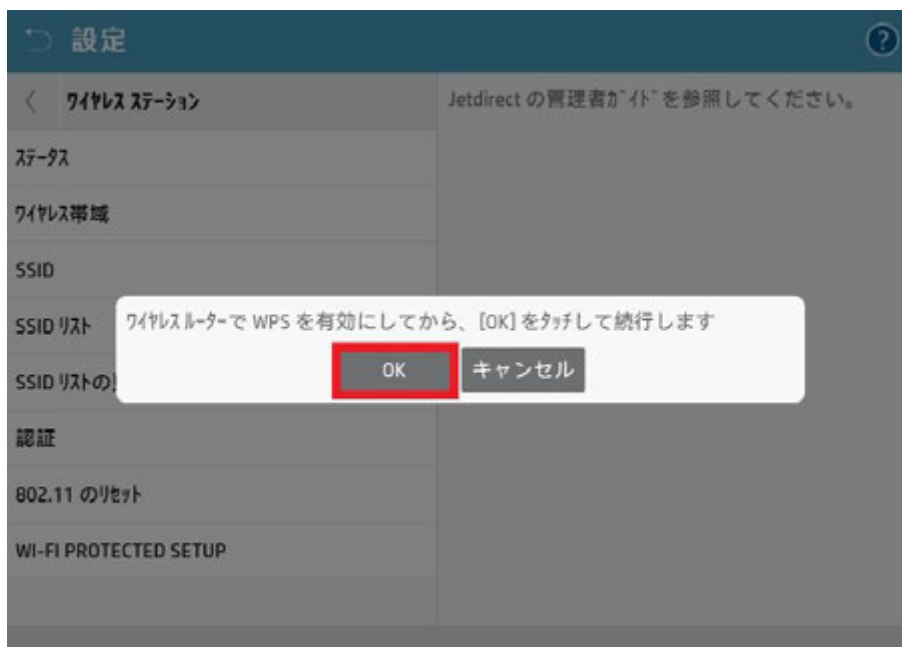 設定
?
ワイヤレス ステーション
Jetdirect の管理者ガイドを参照してください。
ステータス
ワイヤレス帯域
SSID
SSID リスト
ワイヤレス ルーターで WPS を有効にしてから、[OK] をタッチして続行します
OK
キャンセル
SSID リストの
認証
802.11 のリセット
WI-FI PROTECTED SETUP